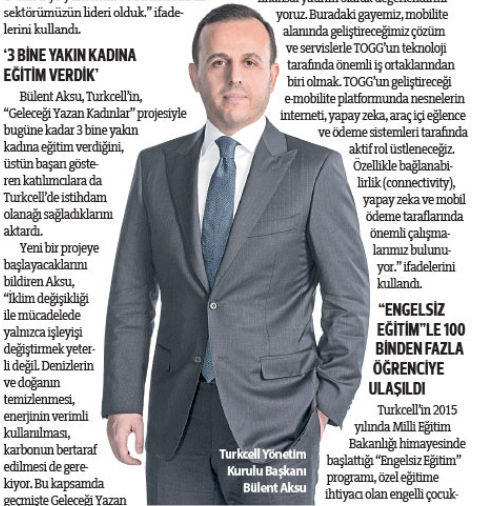 sektörümüzün lideri olduk.” ifade-
lerini kullandı.
‘3 BİNE YAKIN KADINA
EĞİTİM VERDİK’
Bülent Aksu, Turkcell’in,
“Geleceği Yazan Kadınlar” projesiyle
bugüne kadar 3 bine yakın
kadına eğitim verdiğini,
üstün başarı göste-
ren katılımcılara da
Turkcell’de istihdam
olanağı sağladıklarını
aktardı.
Yeni bir projeye
başlayacaklarını
bildiren Aksu,
“İklim değişikliği
ile mücadelede
yalnızca işleyişi
değiştirmek yeter-
li değil. Denizlerin
ve doğanın
temizlenmesi,
enerjinin verimli
kullanılması,
karbonun bertaraf
edilmesi de gere-
kiyor. Bu kapsamda
geçmişte Geleceği Yazan
Turkcell Yönetim
Kurulu Başkanı
Bülent Aksu
yoruz. Buradaki gayemiz, mobilite
alanında geliştireceğimiz çözüm
ve servislerle TOGG’un teknoloji
tarafında önemli iş ortaklarından
biri olmak. TOGG’un geliştireceği
e-mobilite platformunda nesnelerin
interneti, yapay zeka, araç içi eğlence
ve ödeme sistemleri tarafında
aktif rol üstleneceğiz.
Özellikle bağlanabi-
lirlik (connectivity),
yapay zeka ve mobil
ödeme taraflarında
önemli çalışma-
larımız bulunu-
yor.” ifadelerini
kullandı.
“ENGELSİZ
EĞİTİM”LE 100
BİNDEN FAZLA
ÖĞRENCİYE
ULAŞILDI
Turkcell’in 2015
yılında Milli Eğitim
Bakanlığı himayesinde
başlattığı “Engelsiz Eğitim”
programı, özel eğitime
ihtiyacı olan engelli çocuk-